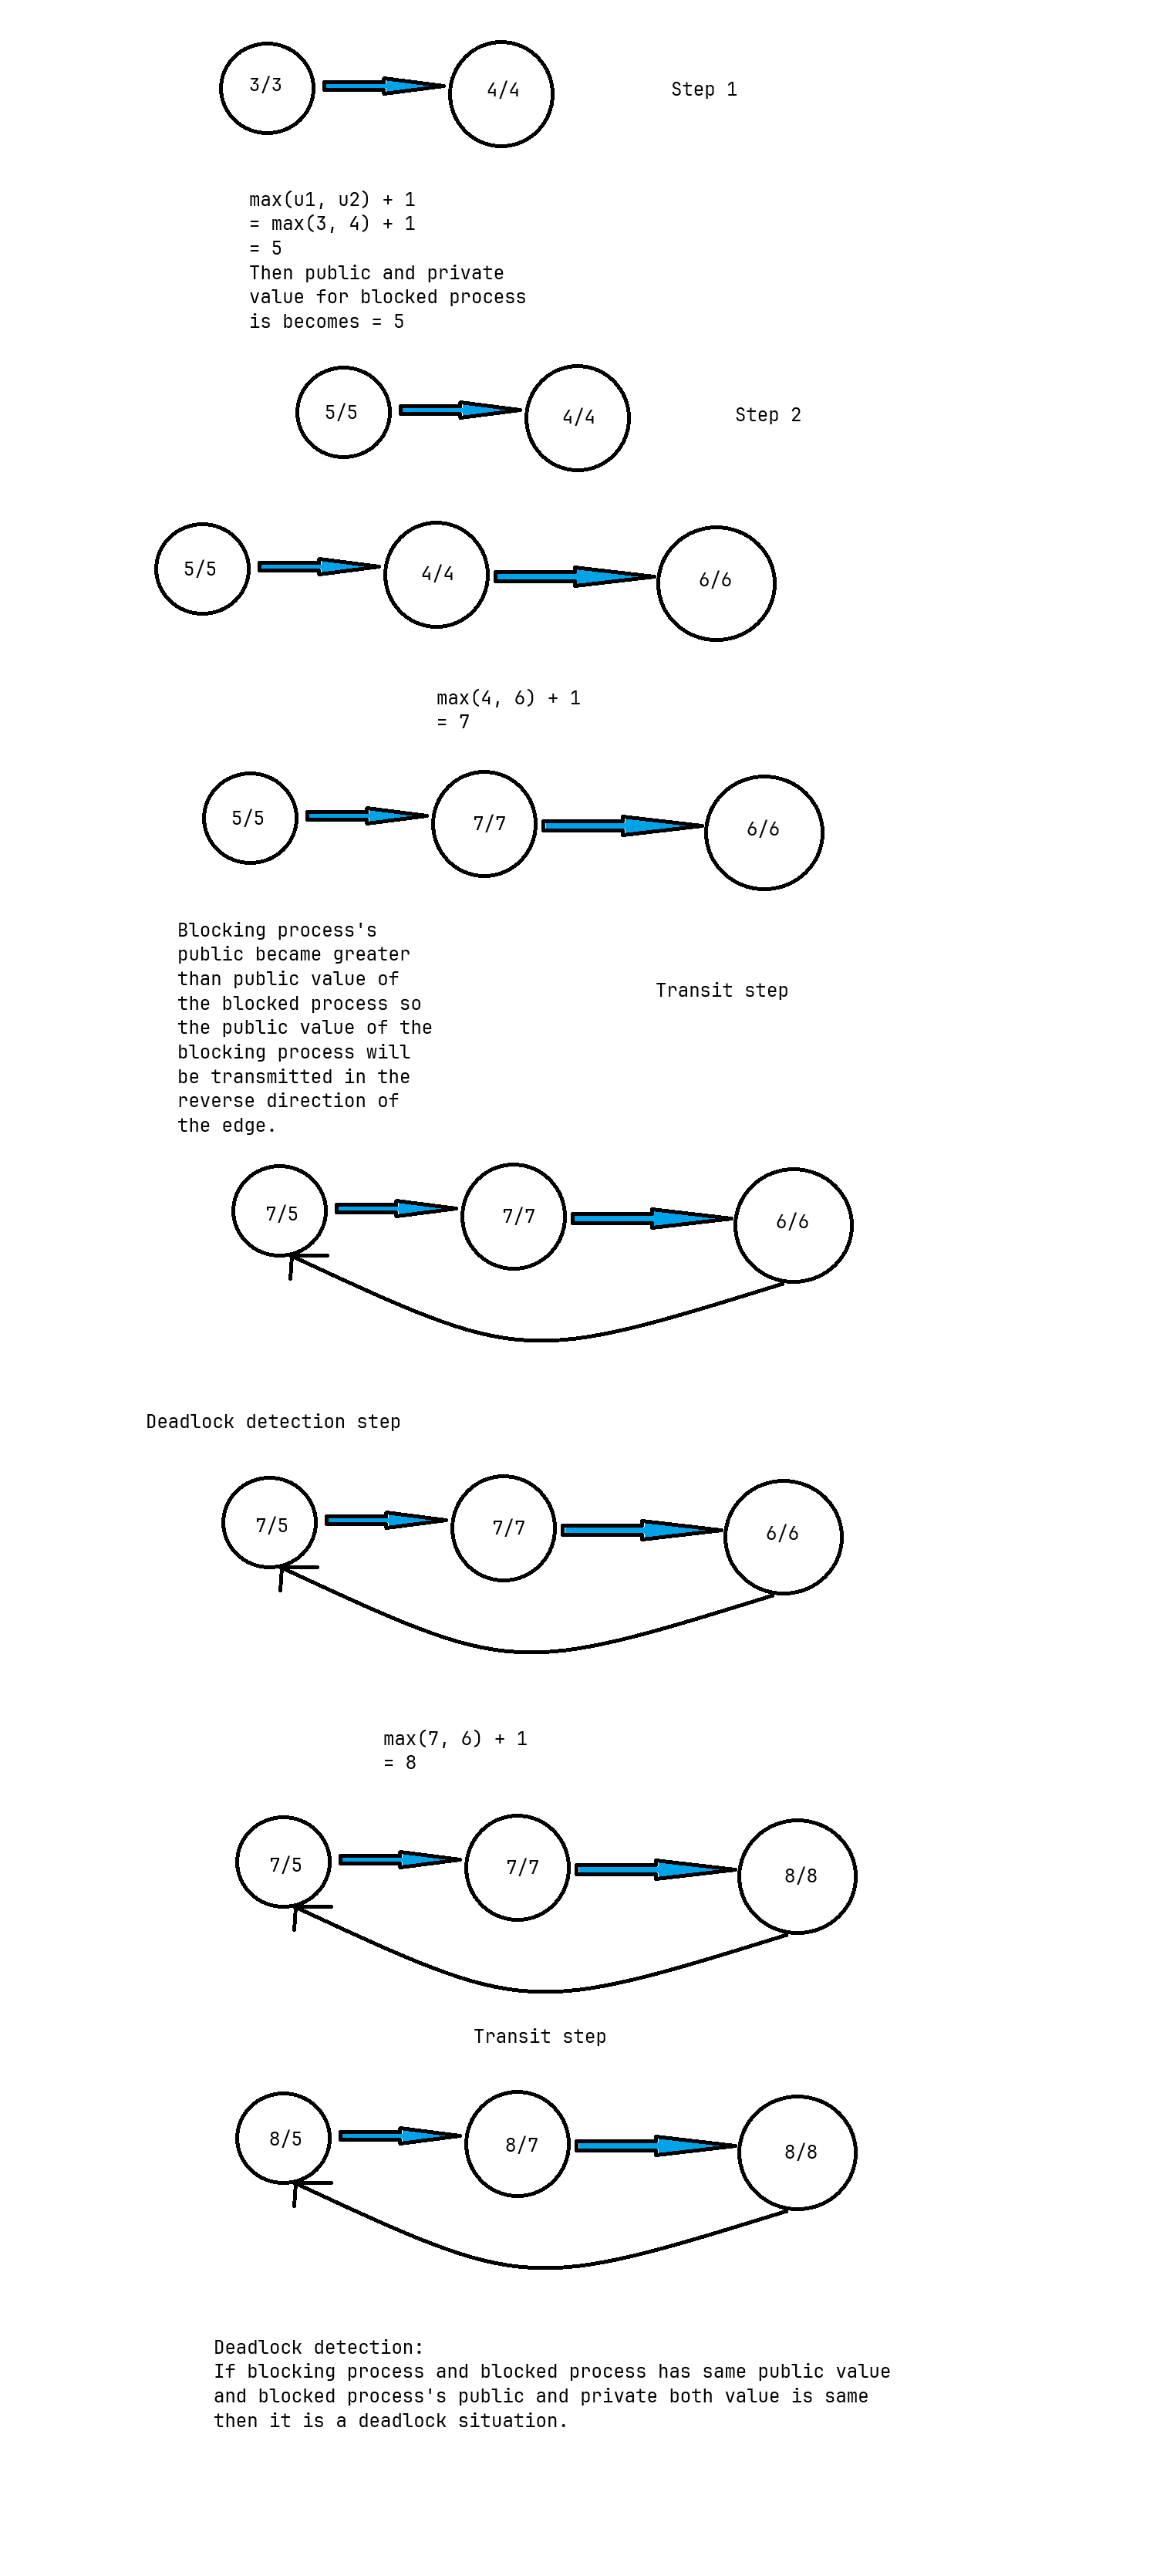 3/3 4/4 Step 1
max(u1, u2) + 1
= max(3, 4) + 1
= 5
Then public and private
value for blocked process
is becomes = 5
5/5 4/4 Step 2
5/5 4/4 6/6
max(4, 6) + 1
= 7
5/5 7/7 6/6
Blocking process's
public became greater
than public value of
the blocked process so
the public value of the
blocking process will
be transmitted in the
reverse direction of
the edge.
Transit step
7/5 7/7 6/6
Deadlock detection step
7/5 7/7 6/6
max(7, 6) + 1
= 8
7/5 7/7 8/8
Transit step
8/5 8/7 8/8
Deadlock detection:
If blocking process and blocked process has same public value
and blocked process's public and private both value is same
then it is a deadlock situation.